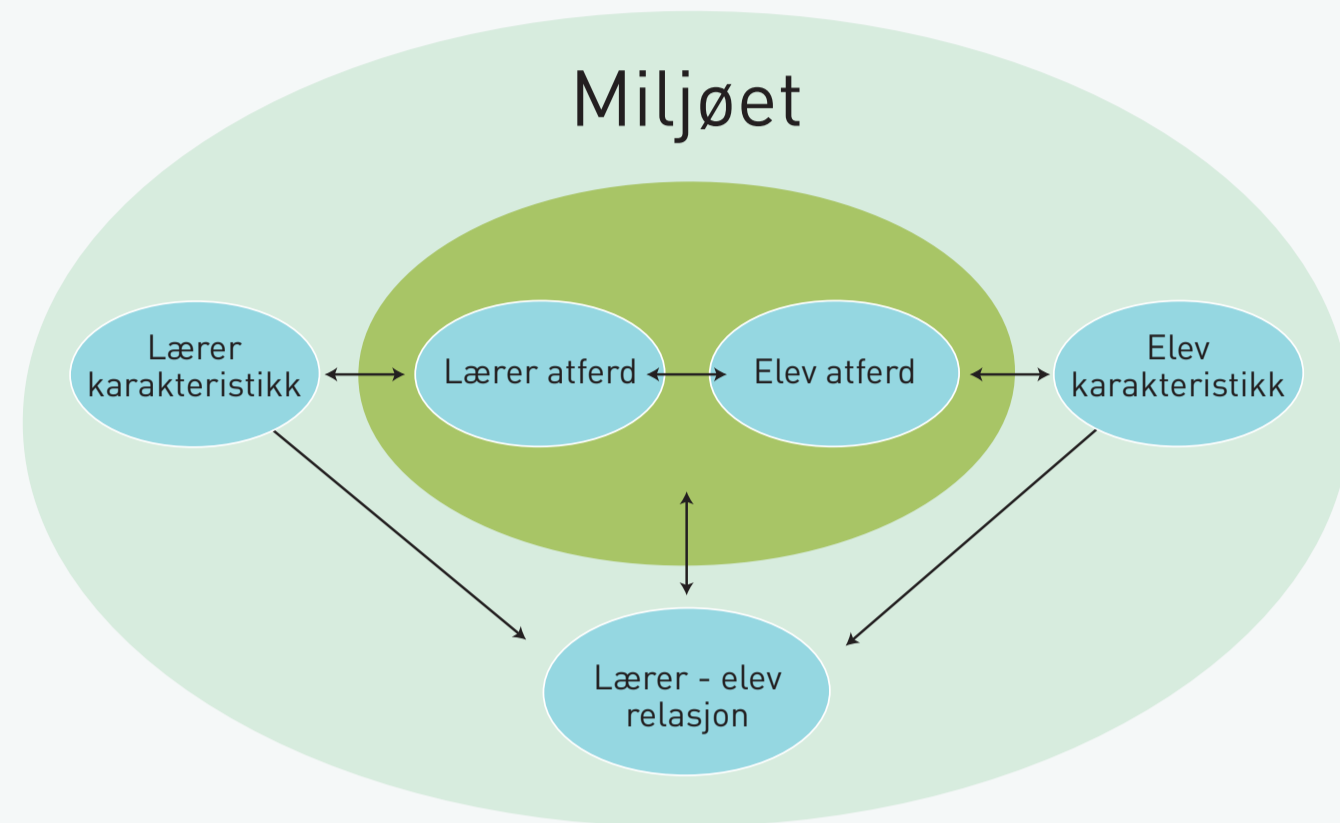 Miljøet
Lærer
karakteristikk
Lærer atferd
Elev atferd
Elev
karakteristikk
Lærer - elev
relasjon